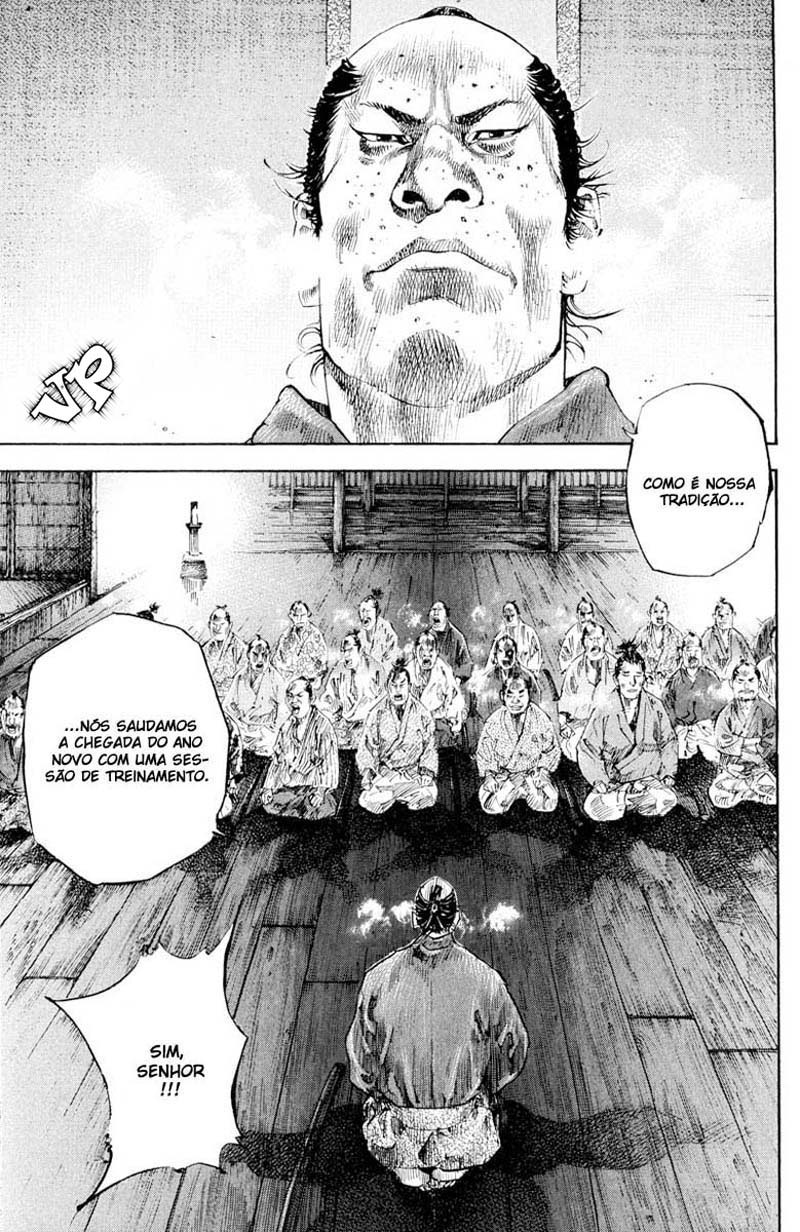 VP
COMO É NOSSA
TRADIÇÃO...
...NÓS SAUDAMOS
A CHEGADA DO ANO
NOVO COM UMA SES-
SÃO DE TREINAMENTO.
SIM,
SENHOR
!!!